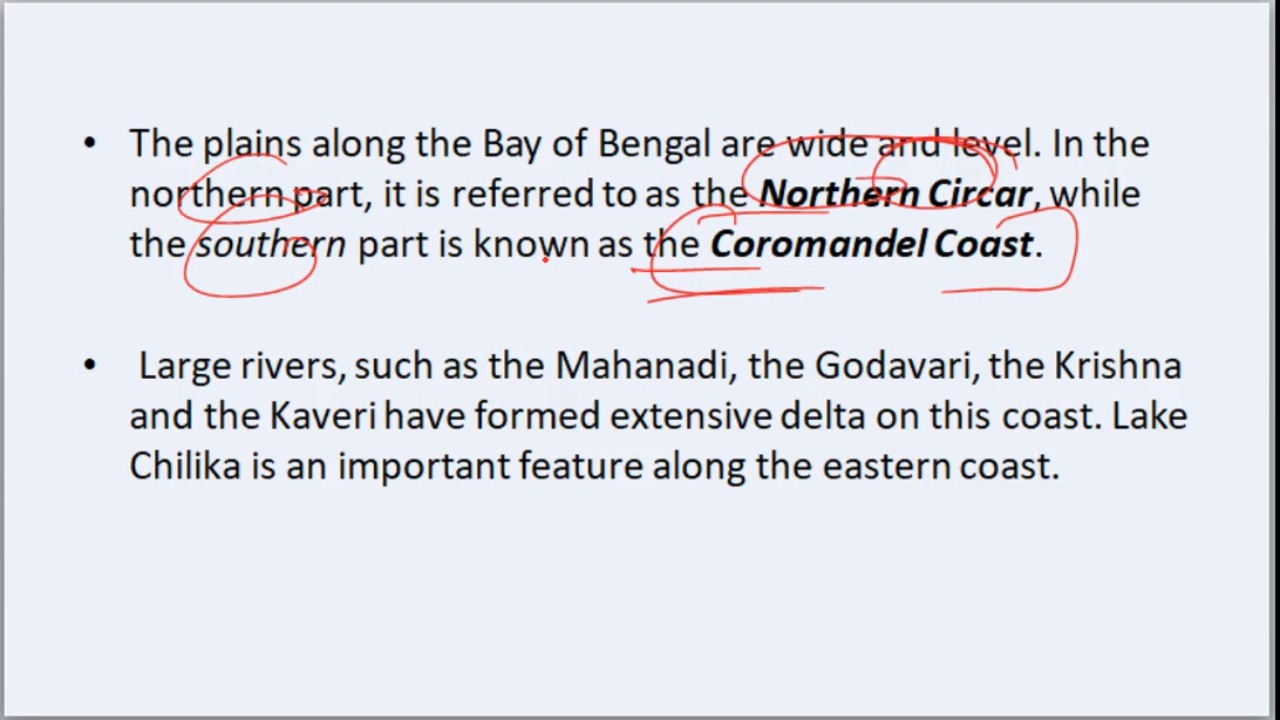 • The plains along the Bay of Bengal are wide and level. In the
northern part, it is referred to as the Northern Circar, while
the southern part is known as the Coromandel Coast.
• Large rivers, such as the Mahanadi, the Godavari, the Krishna
and the Kaveri have formed extensive delta on this coast. Lake
Chilika is an important feature along the eastern coast.